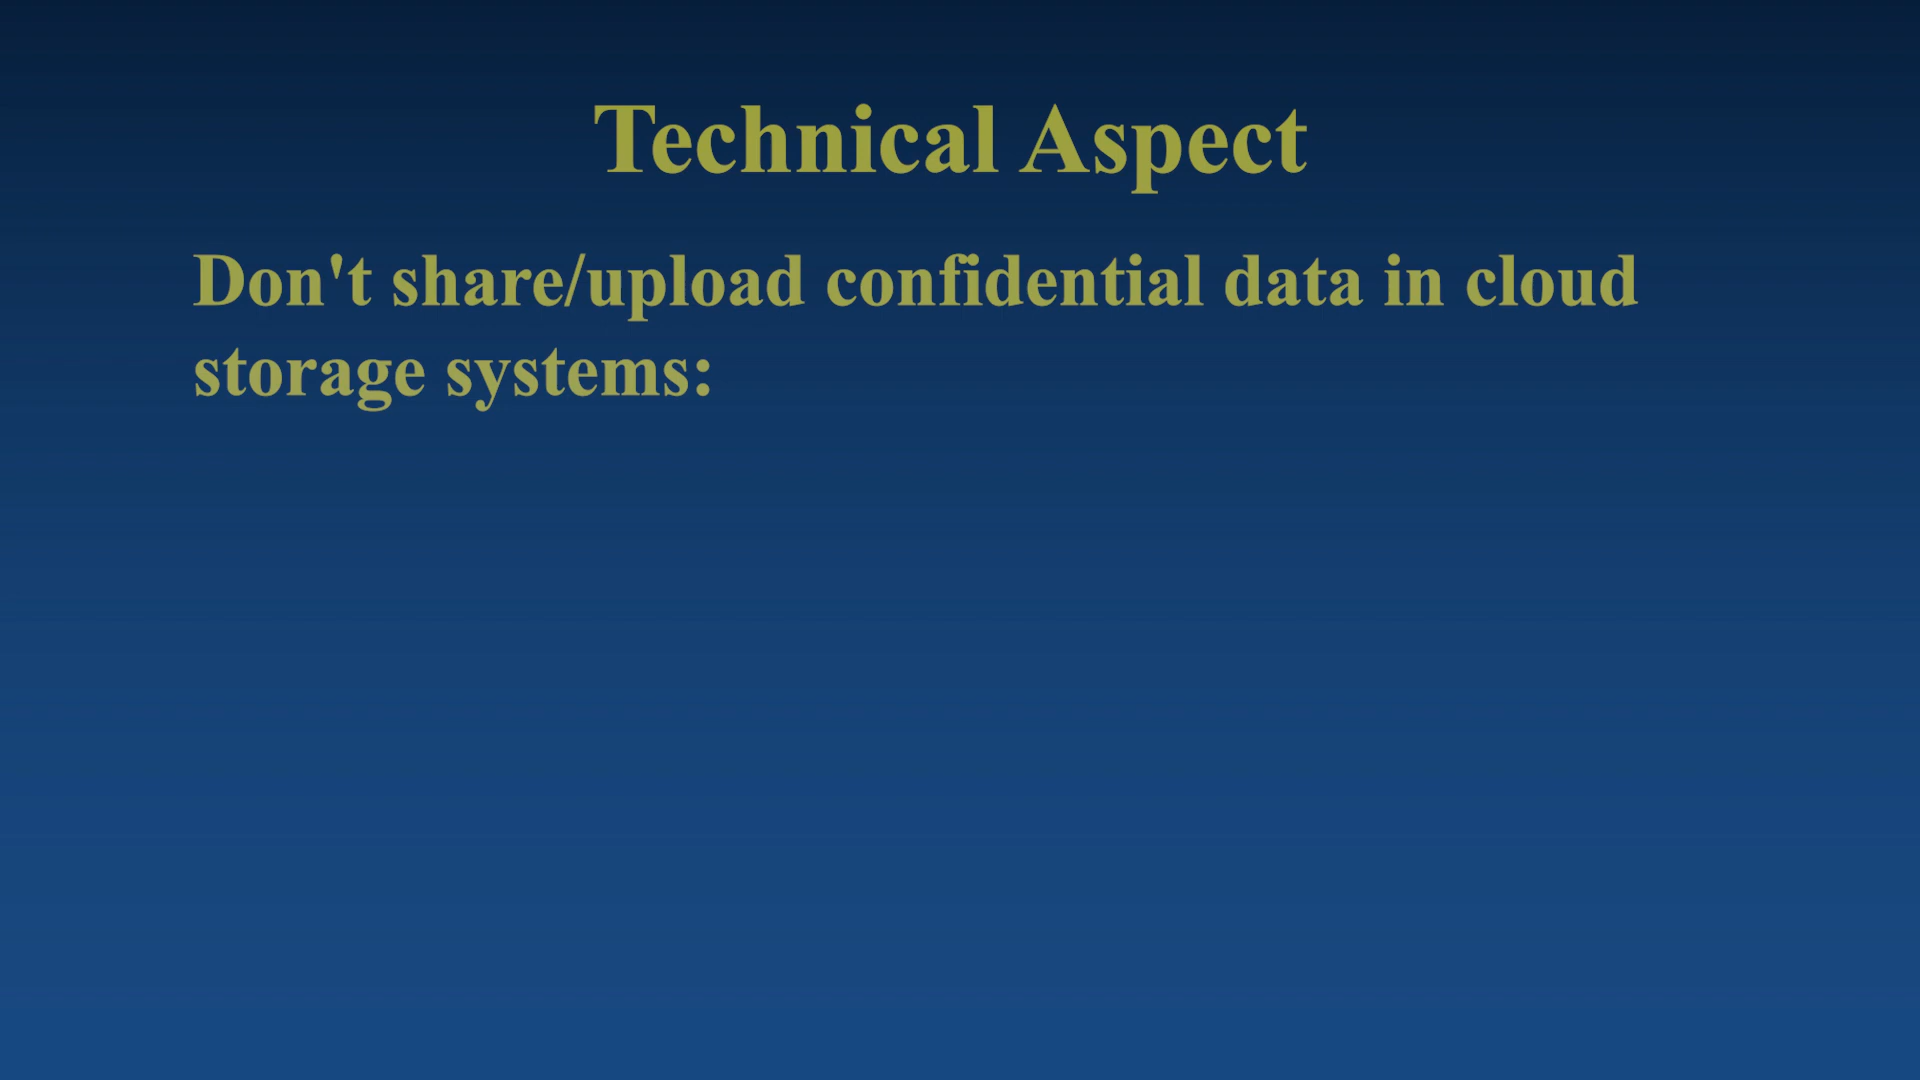 Technical Aspect
Don't share/upload confidential data in cloud
storage systems: